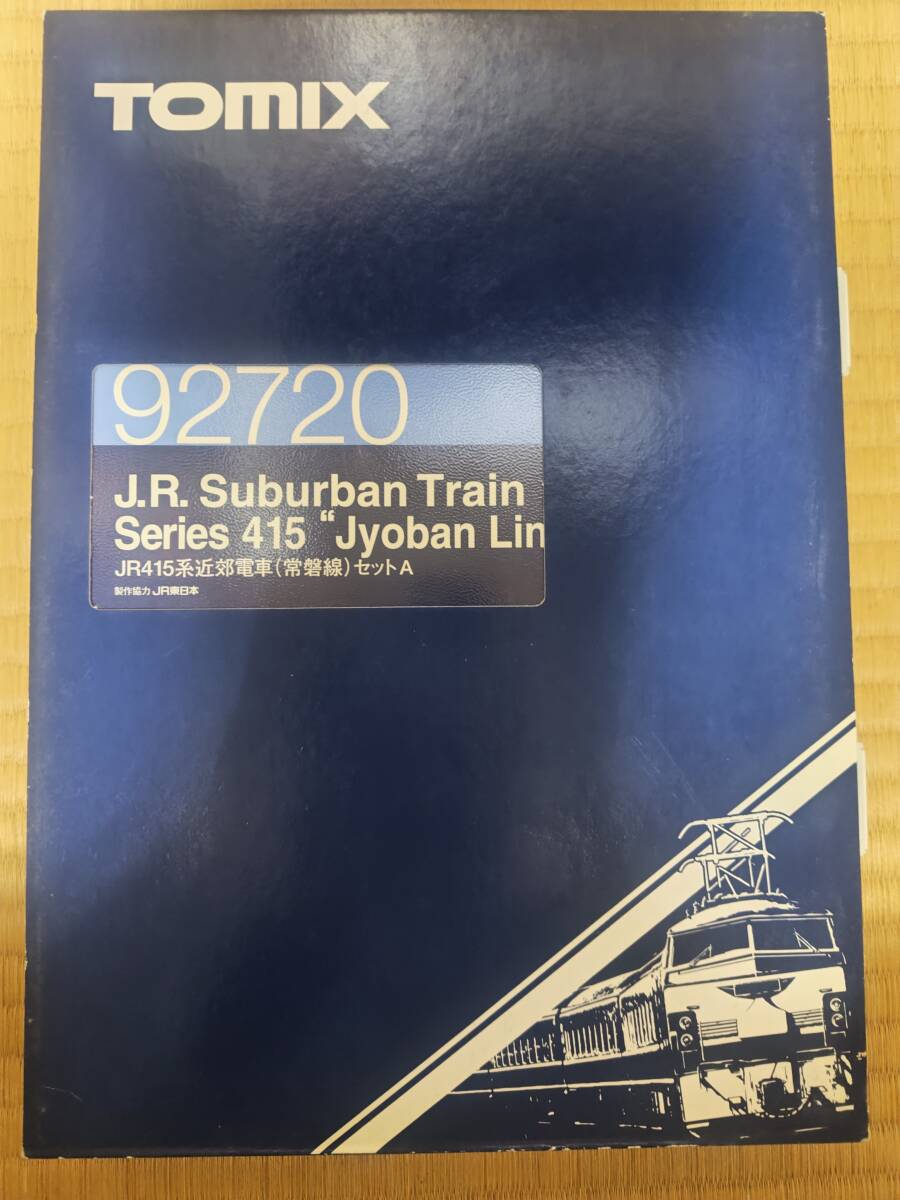 TOMIX
92720
J.R. Suburban Train
Series 415 “Jyoban Lin
JR415系近郊電車(常磐線)セットA
製作協力 JR東日本